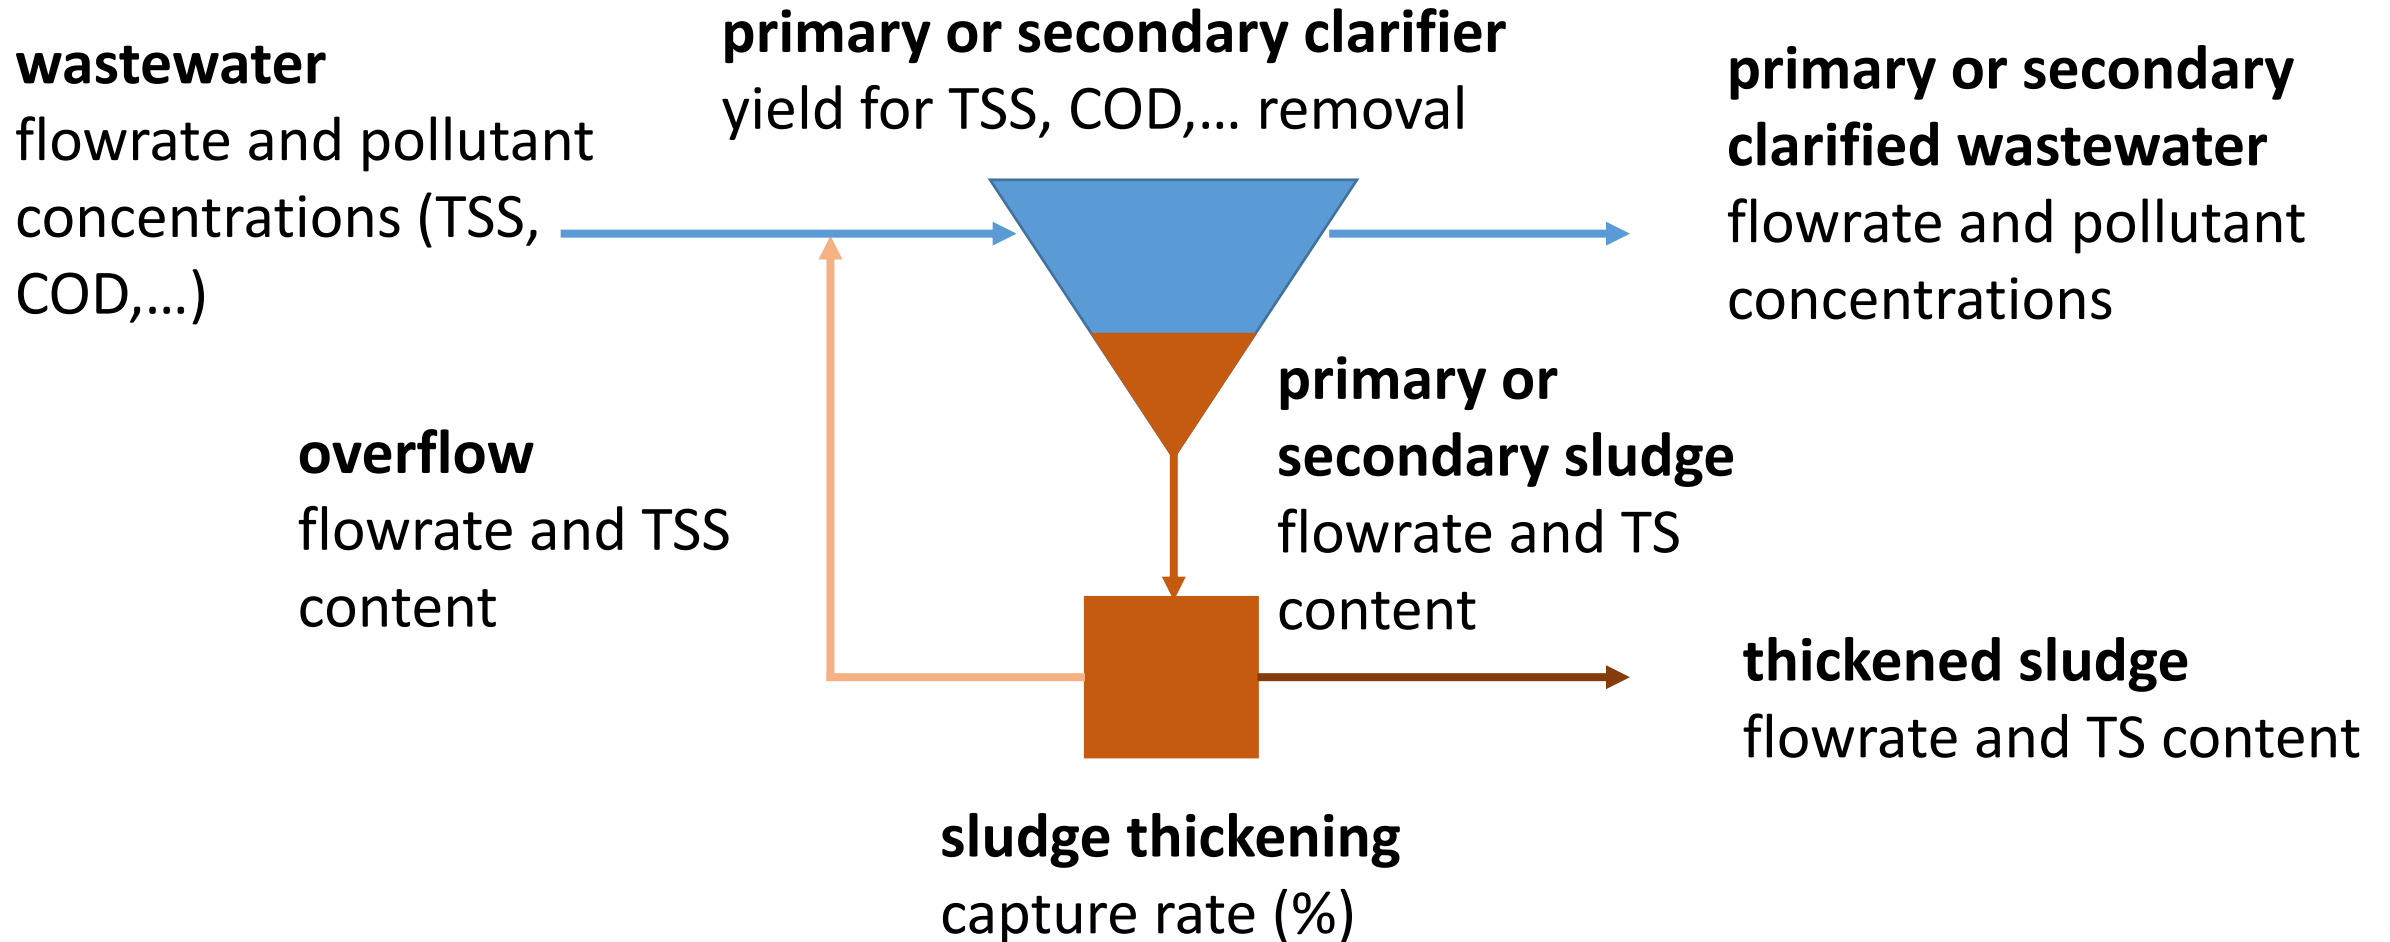 wastewater
flowrate and pollutant
concentrations (TSS,
COD,...)
primary or secondary clarifier
yield for TSS, COD,... removal
primary or secondary
clarified wastewater
flowrate and pollutant
concentrations
overflow
flowrate and TSS
content
primary or
secondary sludge
flowrate and TS
content
thickened sludge
flowrate and TS content
sludge thickening
capture rate (%)